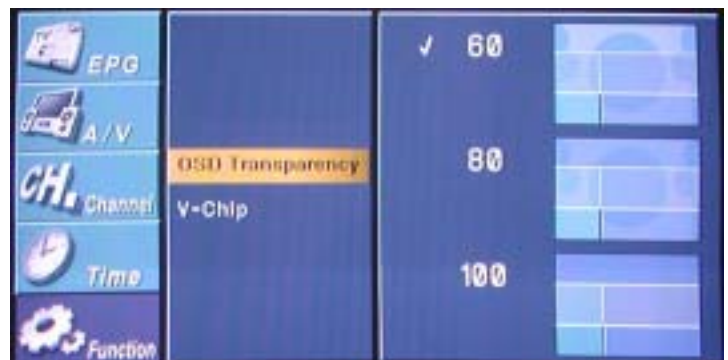 EPG
A/V
CH. Channel
Time
Function
OSD Transparency
V-Chip
✓ 60
80
100